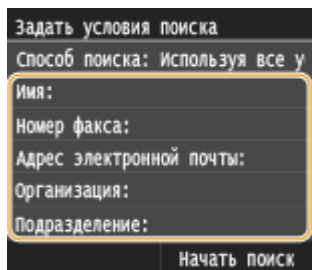 Задать условия поиска
Способ поиска: Используя все у
Имя:
Номер факса:
Адрес электронной почты:
Организация:
Подразделение:
Начать поиск